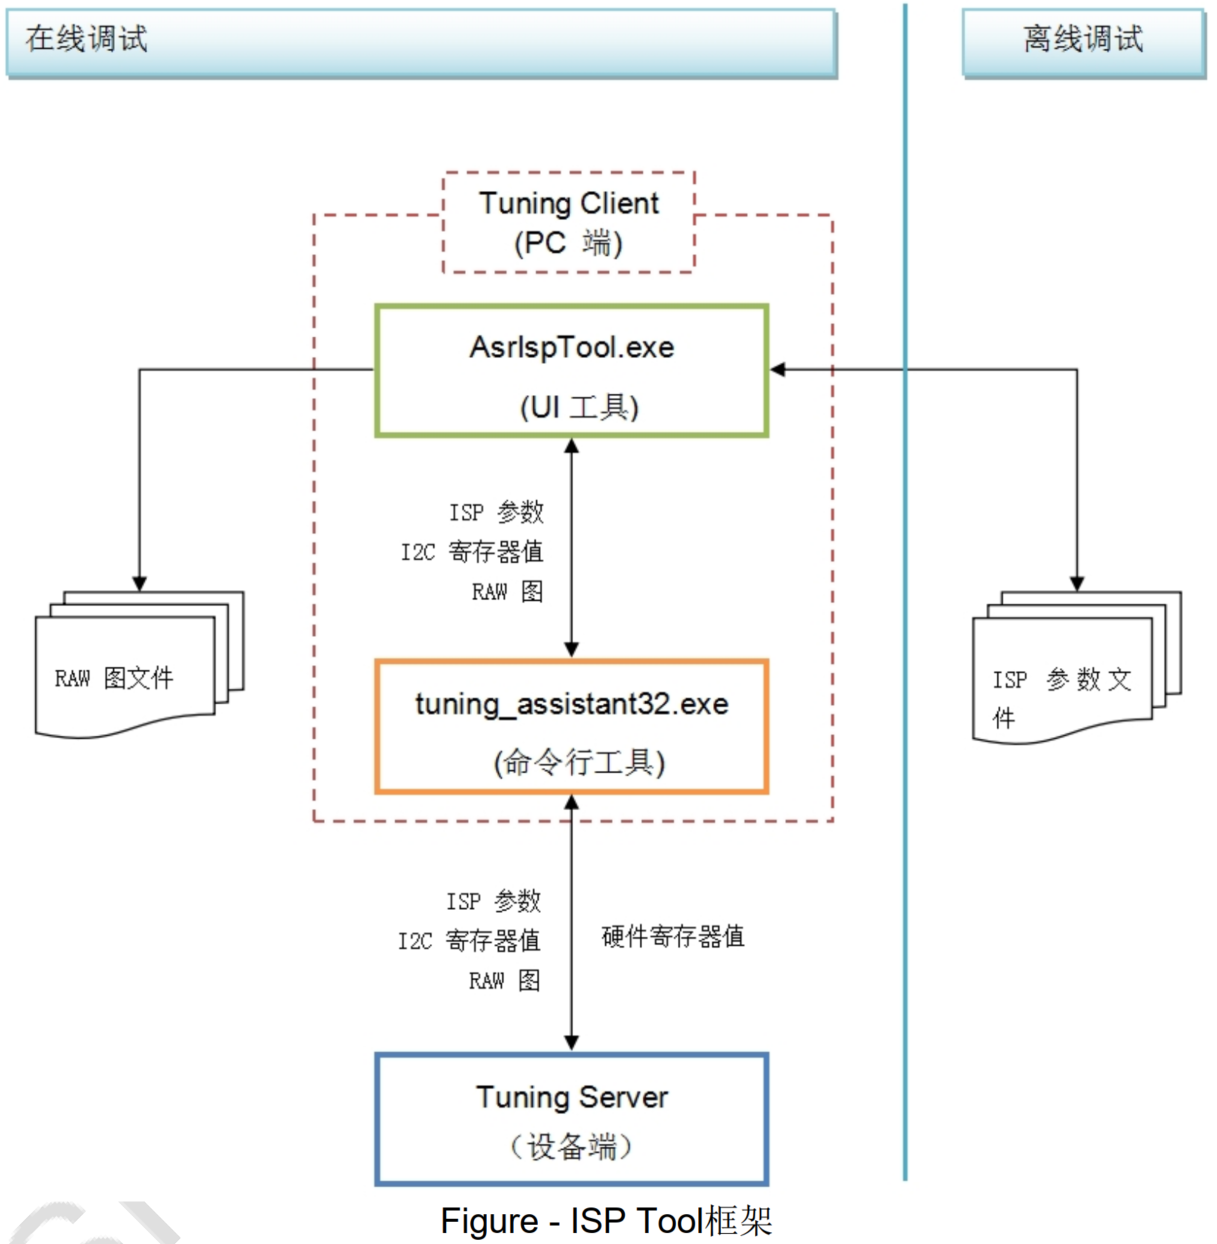 在线调试
离线调试
Tuning Client
(PC 端)
AsrIspTool.exe
(UI 工具)
ISP 参数
I2C 寄存器值
RAW 图
RAW 图文件
ISP 参数文
件
tuning_assistant32.exe
(命令行工具)
ISP 参数
I2C 寄存器值
RAW 图
硬件寄存器值
Tuning Server
（设备端）
Figure - ISP Tool框架